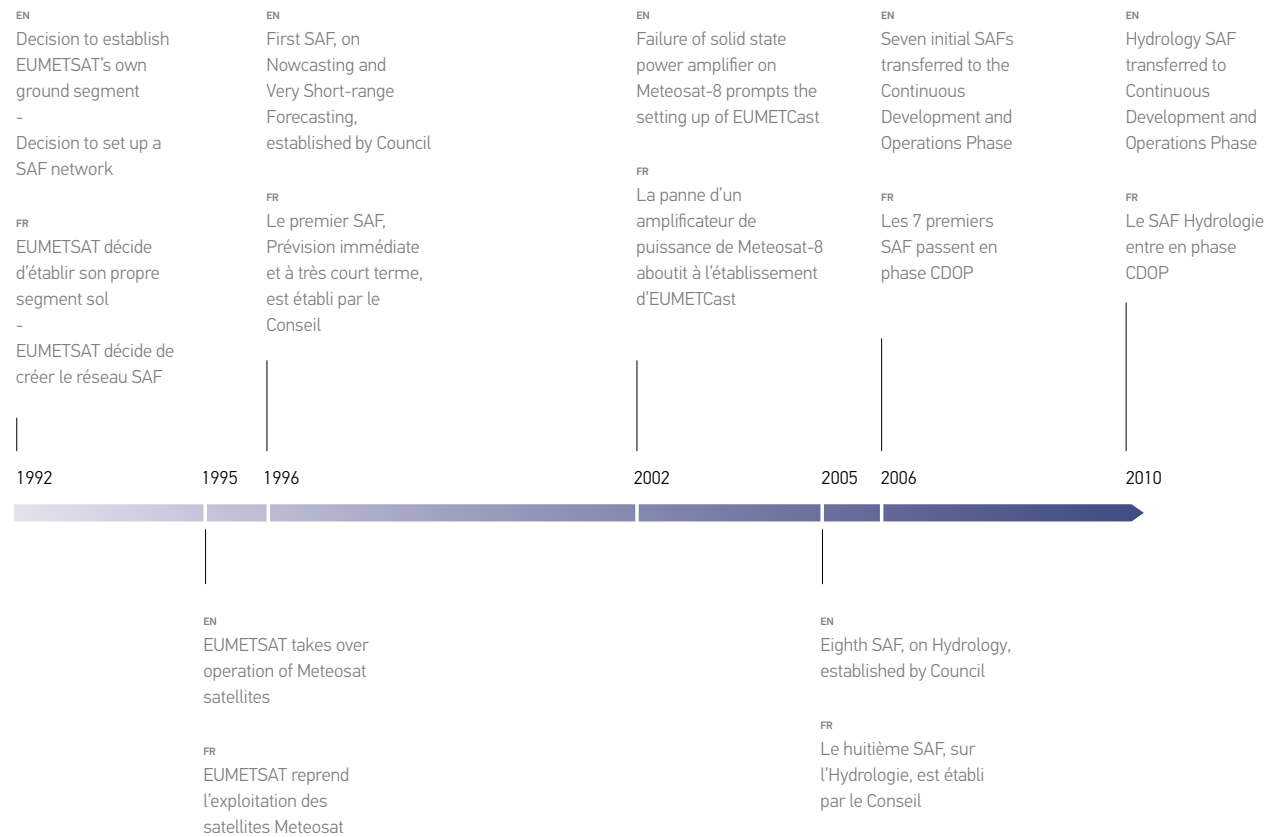 EN
Decision to establish
EUMETSAT’s own
ground segment
-
Decision to set up a
SAF network
FR
EUMETSAT décide
d’établir son propre
segment sol
-
EUMETSAT décide de
créer le réseau SAF
EN
First SAF, on
Nowcasting and
Very Short-range
Forecasting,
established by Council
FR
Le premier SAF,
Prévision immédiate
et à très court terme,
est établi par le
Conseil
EN
Failure of solid state
power amplifier on
Meteosat-8 prompts the
setting up of EUMETCast
FR
La panne d’un
amplificateur de
puissance de Meteosat-8
aboutit à l’établissement
d’EUMETCast
EN
Seven initial SAFs
transferred to the
Continuous
Development and
Operations Phase
FR
Les 7 premiers
SAF passent en
phase CDOP
EN
Hydrology SAF
transferred to
Continuous
Development and
Operations Phase
FR
Le SAF Hydrologie
entre en phase
CDOP
1992 1995 1996 2002 2005 2006 2010
EN
EUMETSAT takes over
operation of Meteosat
satellites
FR
EUMETSAT reprend
l’exploitation des
satellites Meteosat
EN
Eighth SAF, on Hydrology,
established by Council
FR
Le huitième SAF, sur
l’Hydrologie, est établi
par le Conseil